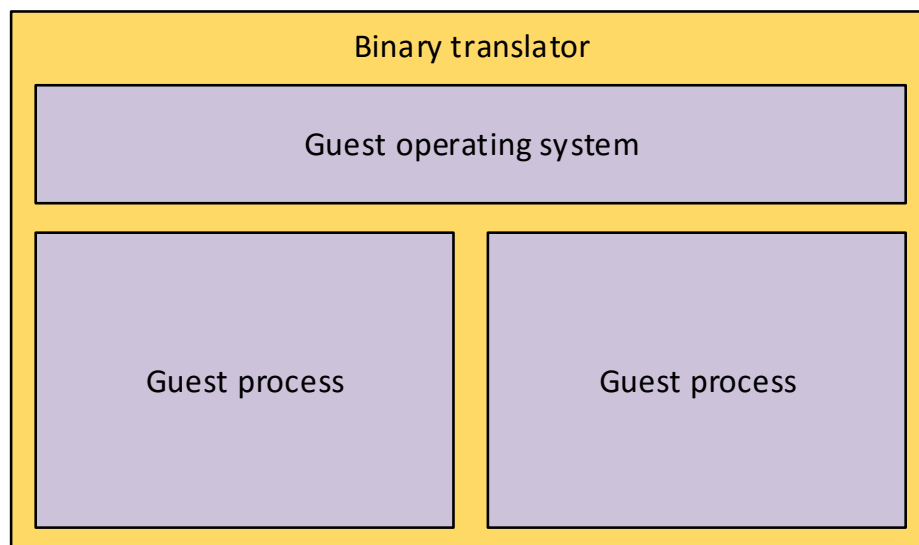 Binary translator
Guest operating system
Guest process
Guest process